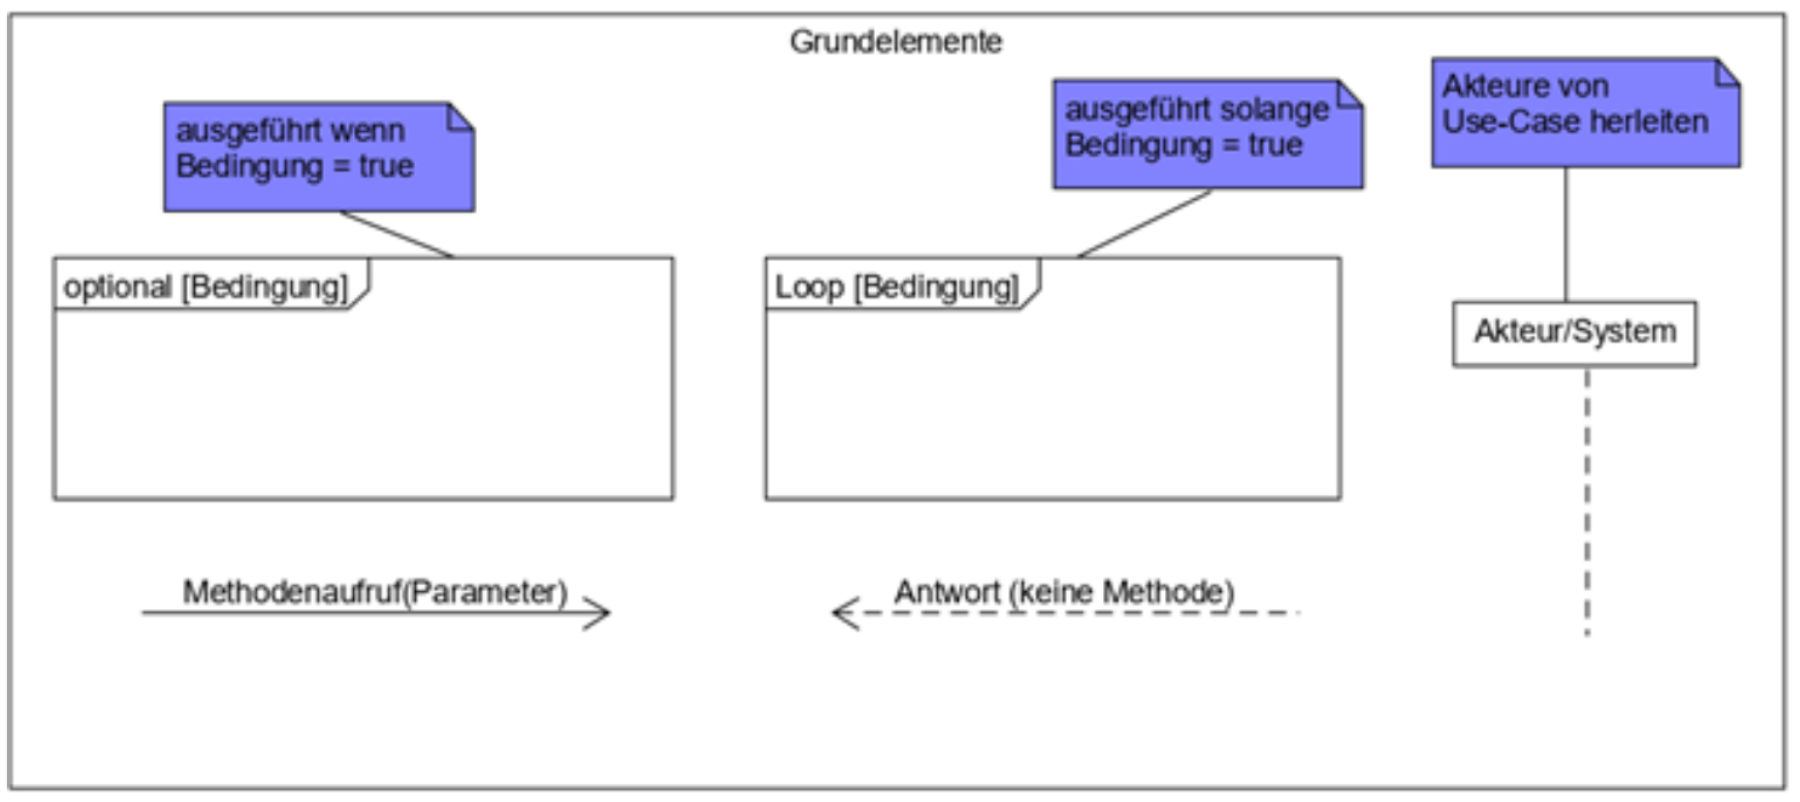 Grundelemente
ausgeführt wenn
Bedingung = true
ausgeführt solange
Bedingung = true
Akteure von
Use-Case herleiten
optional [Bedingung]
Loop [Bedingung]
Akteur/System
Methodenaufruf(Parameter)
Antwort (keine Methode)